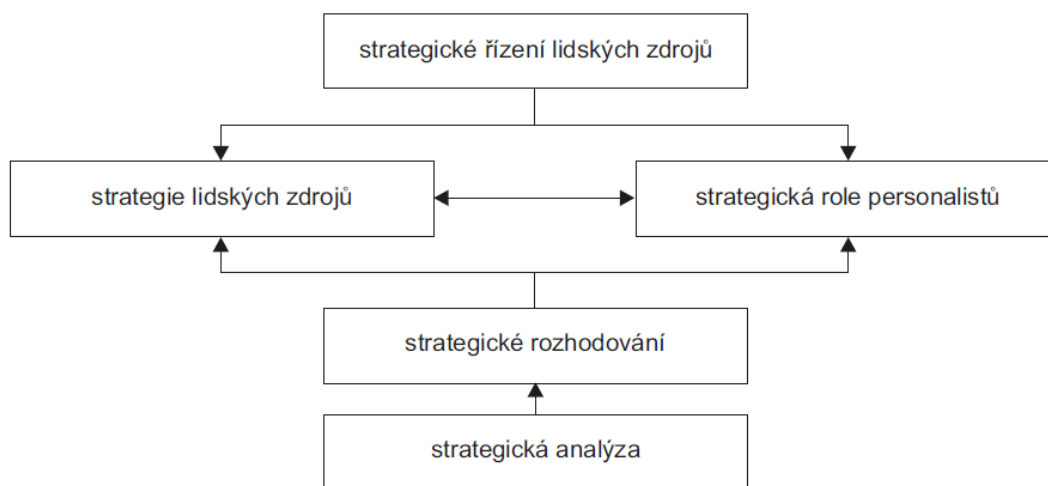 strategické řízení lidských zdrojů
strategie lidských zdrojů
strategická role personalistů
strategické rozhodování
strategická analýza